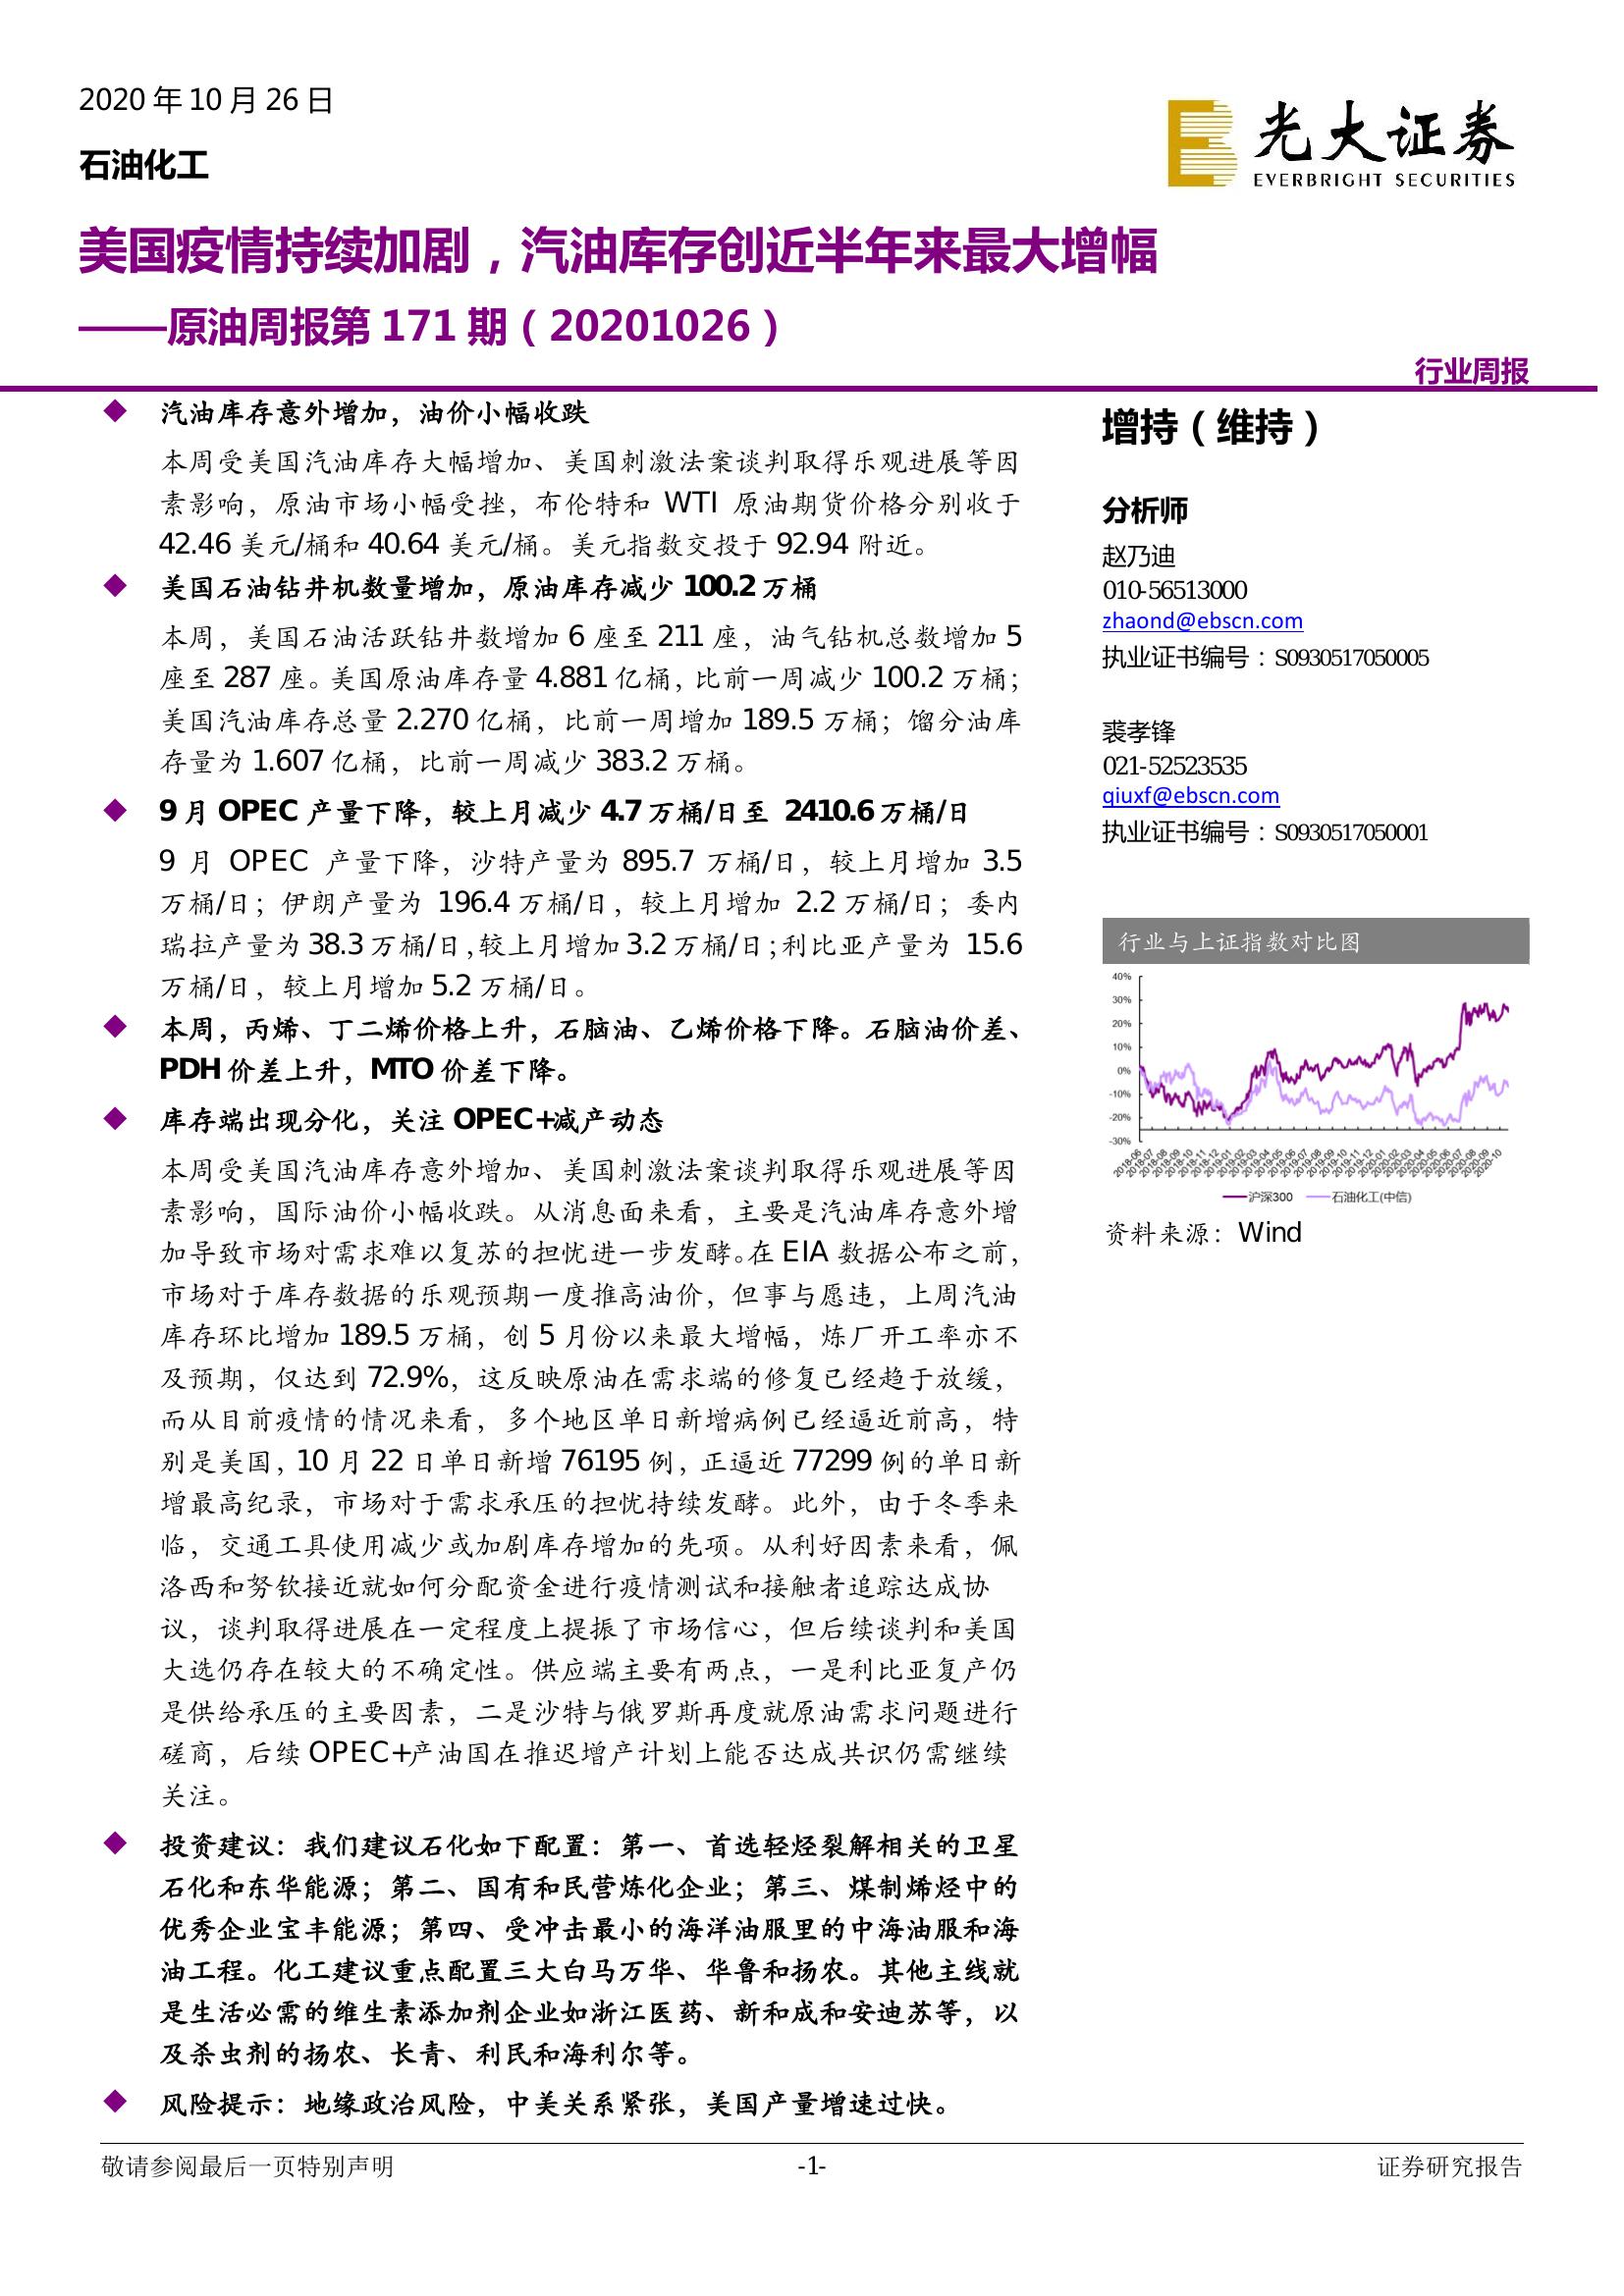 2020 年 10 月 26 日
石油化工
光大证券
EVERBRIGHT SECURITIES
美国疫情持续加剧，汽油库存创近半年来最大增幅
——原油周报第 171 期（20201026）
行业周报
◆ 汽油库存意外增加，油价小幅收跌
本周受美国汽油库存大幅增加、美国刺激法案谈判取得乐观进展等因
素影响，原油市场小幅受挫，布伦特和 WTI 原油期货价格分别收于
42.46 美元/桶和 40.64 美元/桶。美元指数交投于 92.94 附近。
◆ 美国石油钻井机数量增加，原油库存减少 100.2 万桶
本周，美国石油活跃钻井数增加 6 座至 211 座，油气钻机总数增加 5
座至 287 座。美国原油库存量 4.881 亿桶，比前一周减少 100.2 万桶；
美国汽油库存总量 2.270 亿桶，比前一周增加 189.5 万桶；馏分油库
存量为 1.607 亿桶，比前一周减少 383.2 万桶。
◆ 9 月 OPEC 产量下降，较上月减少 4.7 万桶/日至 2410.6 万桶/日
9 月 OPEC 产量下降，沙特产量为 895.7 万桶/日，较上月增加 3.5
万桶/日；伊朗产量为 196.4 万桶/日，较上月增加 2.2 万桶/日；委内
瑞拉产量为 38.3 万桶/日，较上月增加 3.2 万桶/日；利比亚产量为 15.6
万桶/日，较上月增加 5.2 万桶/日。
◆ 本周，丙烯、丁二烯价格上升，石脑油、乙烯价格下降。石脑油价差、
PDH 价差上升，MTO 价差下降。
◆ 库存端出现分化，关注 OPEC+减产动态
本周受美国汽油库存意外增加、美国刺激法案谈判取得乐观进展等因
素影响，国际油价小幅收跌。从消息面来看，主要是汽油库存意外增
加导致市场对需求难以复苏的担忧进一步发酵。在 EIA 数据公布之前，
市场对于库存数据的乐观预期一度推高油价，但事与愿违，上周汽油
库存环比增加 189.5 万桶，创 5 月份以来最大增幅，炼厂开工率亦不
及预期，仅达到 72.9%，这反映原油在需求端的修复已经趋于放缓，
而从目前疫情的情况来看，多个地区单日新增病例已经逼近前高，特
别是美国，10 月 22 日单日新增 76195 例，正逼近 77299 例的单日新
增最高纪录，市场对于需求承压的担忧持续发酵。此外，由于冬季来
临，交通工具使用减少或加剧库存增加的先项。从利好因素来看，佩
洛西和努钦接近就如何分配资金进行疫情测试和接触者追踪达成协
议，谈判取得进展在一定程度上提振了市场信心，但后续谈判和美国
大选仍存在较大的不确定性。供应端主要有两点，一是利比亚复产仍
是供给承压的主要因素，二是沙特与俄罗斯再度就原油需求问题进行
磋商，后续 OPEC+产油国在推迟增产计划上能否达成共识仍需继续
关注。
◆ 投资建议：我们建议石化如下配置：第一、首选轻烃裂解相关的卫星
石化和东华能源；第二、国有和民营炼化企业；第三、煤制烯烃中的
优秀企业宝丰能源；第四、受冲击最小的海洋油服里的中海油服和海
油工程。化工建议重点配置三大白马万华、华鲁和扬农。其他主线就
是生活必需的维生素添加剂企业如浙江医药、新和成和安迪苏等，以
及杀虫剂的扬农、长青、利民和海利尔等。
◆ 风险提示：地缘政治风险，中美关系紧张，美国产量增速过快。
增持（维持）
分析师
赵乃迪
010-56513000
zhaond@ebscn.com
执业证书编号：S0930517050005
裘孝锋
021-52523535
qiuxf@ebscn.com
执业证书编号：S0930517050001
行业与上证指数对比图
40%
30%
20%
10%
0%
-10%
-20%
-30%
2018-06
2018-07
2018-08
2018-09
2018-10
2018-11
2018-12
2019-01
2019-02
2019-03
2019-04
2019-05
2019-06
2019-07
2019-08
2019-09
2019-10
2019-11
2019-12
2020-01
2020-02
2020-03
2020-04
2020-05
2020-06
2020-07
2020-08
2020-09
2020-10
沪深300 石油化工(中信)
资料来源：Wind
敬请参阅最后一页特别声明 -1- 证券研究报告